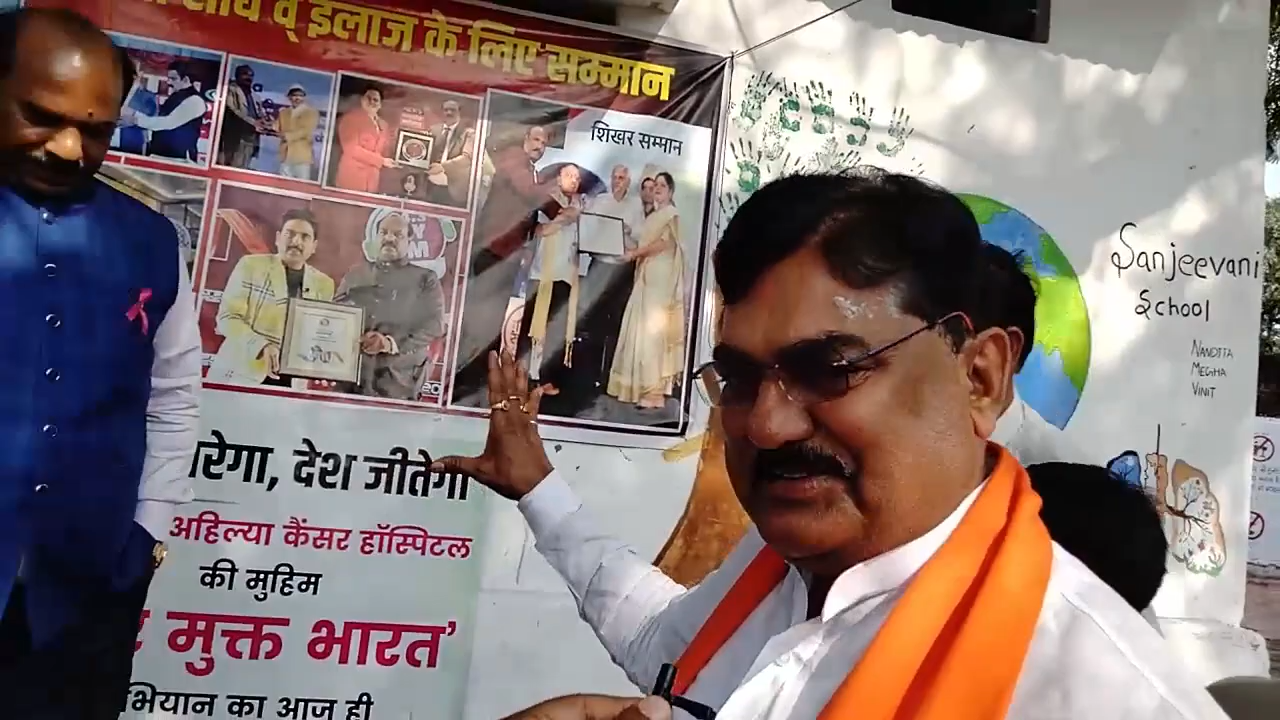 व् इलाज के लिए सम्मान
शिखर सम्मान
देश जीतेगा
अहिल्या कैंसर हॉस्पिटल
की मुहिम
मुक्त भारत'
का आज ही
Sanjeevani
School
NANDITA
MEGHA
VINIT